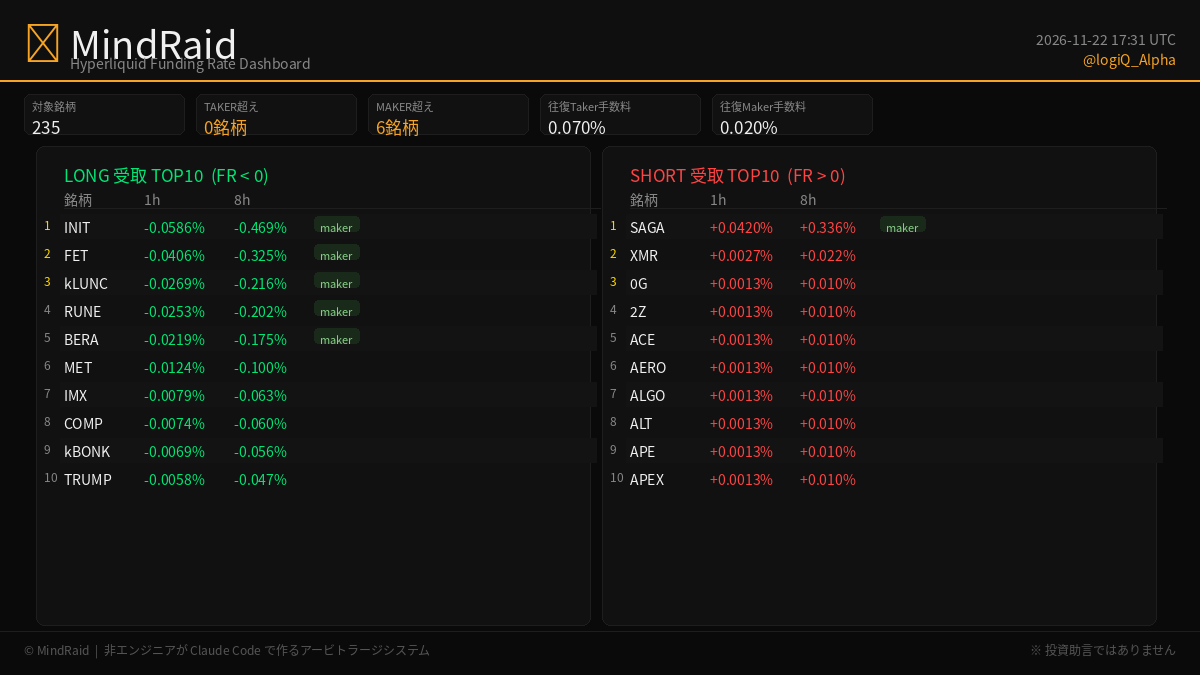 MindRaid
Hyperliquid Funding Rate Dashboard
2026-11-22 17:31 UTC
@logiQ_Alpha
対象銘柄
235
TAKER超え
0銘柄
MAKER超え
6銘柄
往復Taker手数料
0.070%
往復Maker手数料
0.020%
LONG 受取 TOP10 (FR < 0)
銘柄 1h 8h
1 INIT -0.0586% -0.469% maker
2 FET -0.0406% -0.325% maker
3 kLUNC -0.0269% -0.216% maker
4 RUNE -0.0253% -0.202% maker
5 BERA -0.0219% -0.175% maker
6 MET -0.0124% -0.100%
7 IMX -0.0079% -0.063%
8 COMP -0.0074% -0.060%
9 kBONK -0.0069% -0.056%
10 TRUMP -0.0058% -0.047%
SHORT 受取 TOP10 (FR > 0)
銘柄 1h 8h
1 SAGA +0.0420% +0.336% maker
2 XMR +0.0027% +0.022%
3 0G +0.0013% +0.010%
4 2Z +0.0013% +0.010%
5 ACE +0.0013% +0.010%
6 AERO +0.0013% +0.010%
7 ALGO +0.0013% +0.010%
8 ALT +0.0013% +0.010%
9 APE +0.0013% +0.010%
10 APEX +0.0013% +0.010%
© MindRaid | 非エンジニアが Claude Code で作るアービトラージシステム
※ 投資助言ではありません